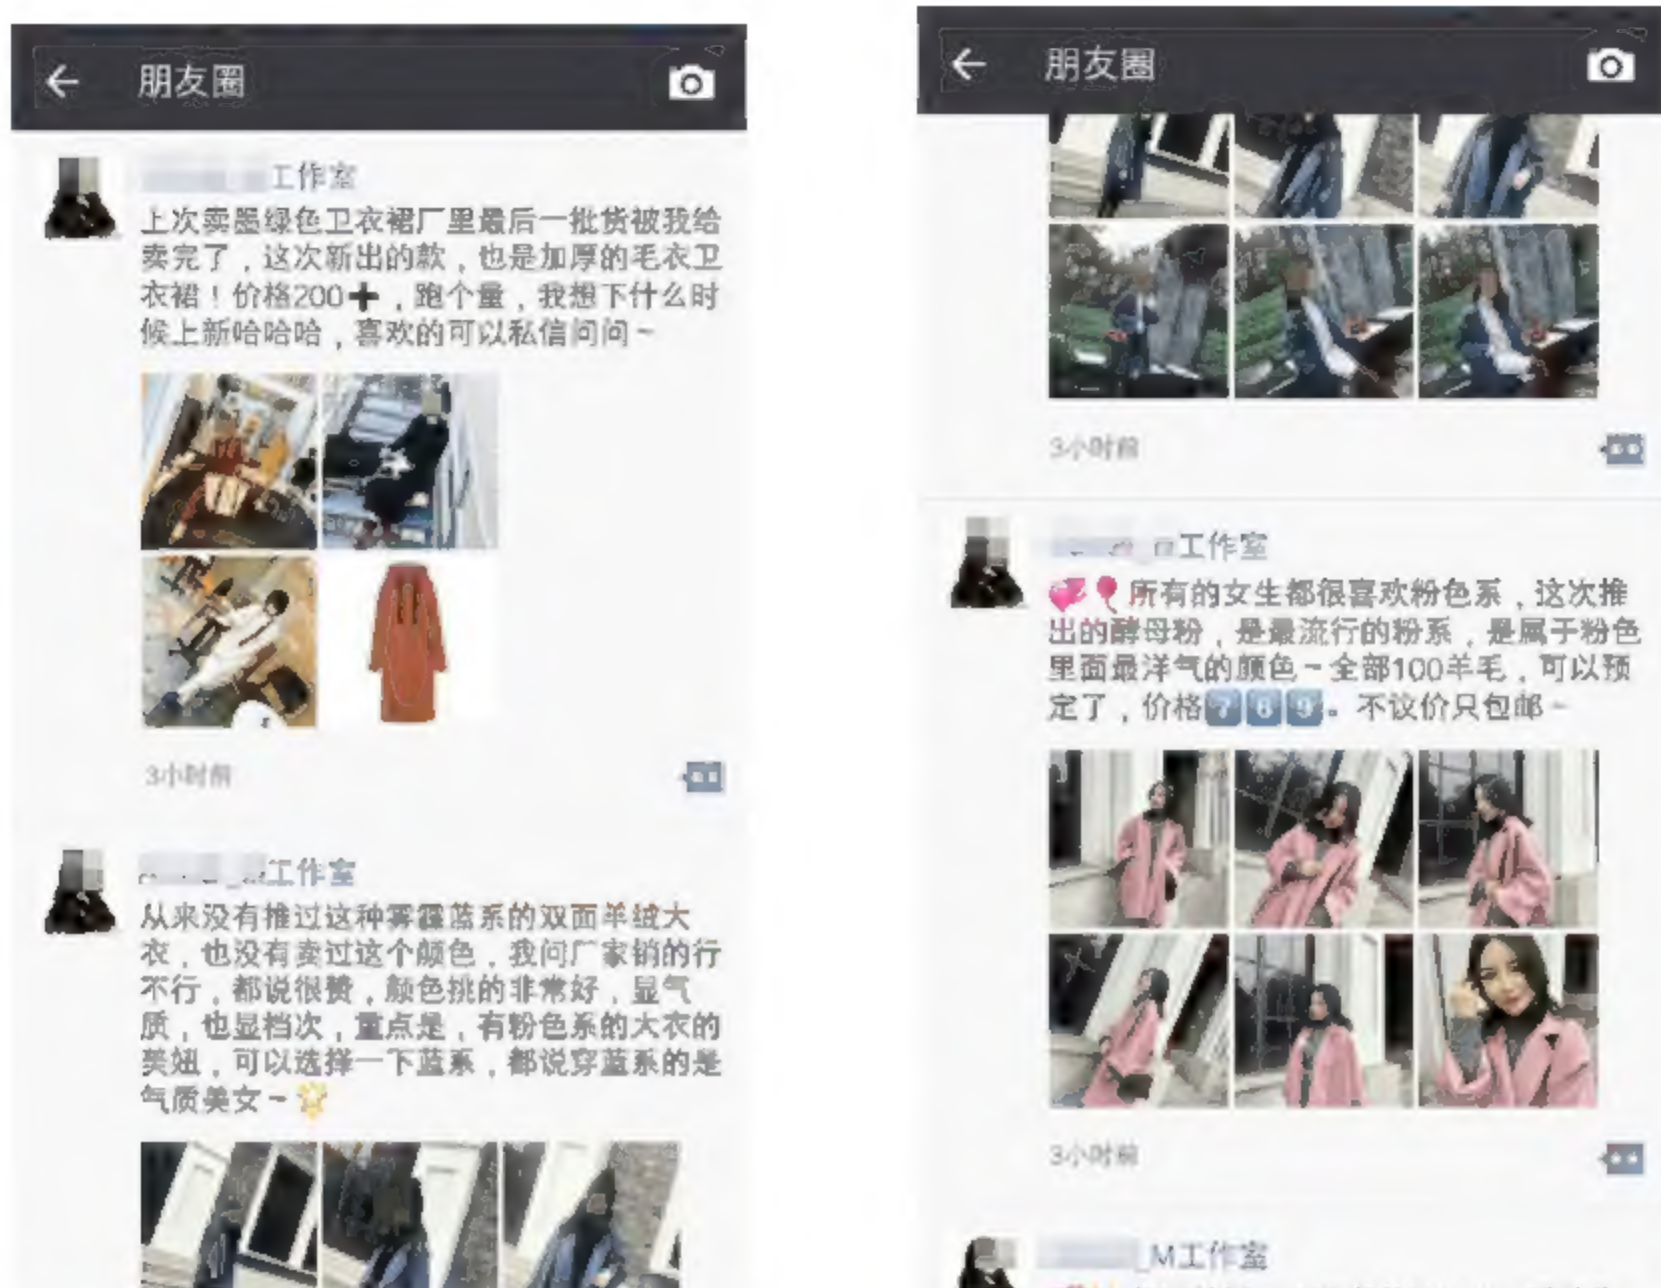 朋友圈
工作室
上次卖墨绿色卫衣裙厂里最后一批货被我给
卖完了，这次新出的款，也是加厚的毛衣卫
衣裙！价格200➕，跑个量，我想下什么时
候上新哈哈哈，喜欢的可以私信问问~
3小时前
工作室
从来没有推过这种雾霾蓝系的双面羊绒大
衣，也没有卖过这个颜色，我问厂家销的行
不行，都说很赞，颜色挑的非常好，显气
质，也显档次，重点是，有粉色系的大衣的
美妞，可以选择一下蓝系，都说穿蓝系的是
气质美女~
朋友圈
3小时前
工作室
所有的女生都很喜欢粉色系，这次推
出的酵母粉，是最流行的粉系，是属于粉色
里面最洋气的颜色~全部100羊毛，可以预
定了，价格7️⃣8️⃣9️⃣。不议价只包邮~
3小时前
_M工作室